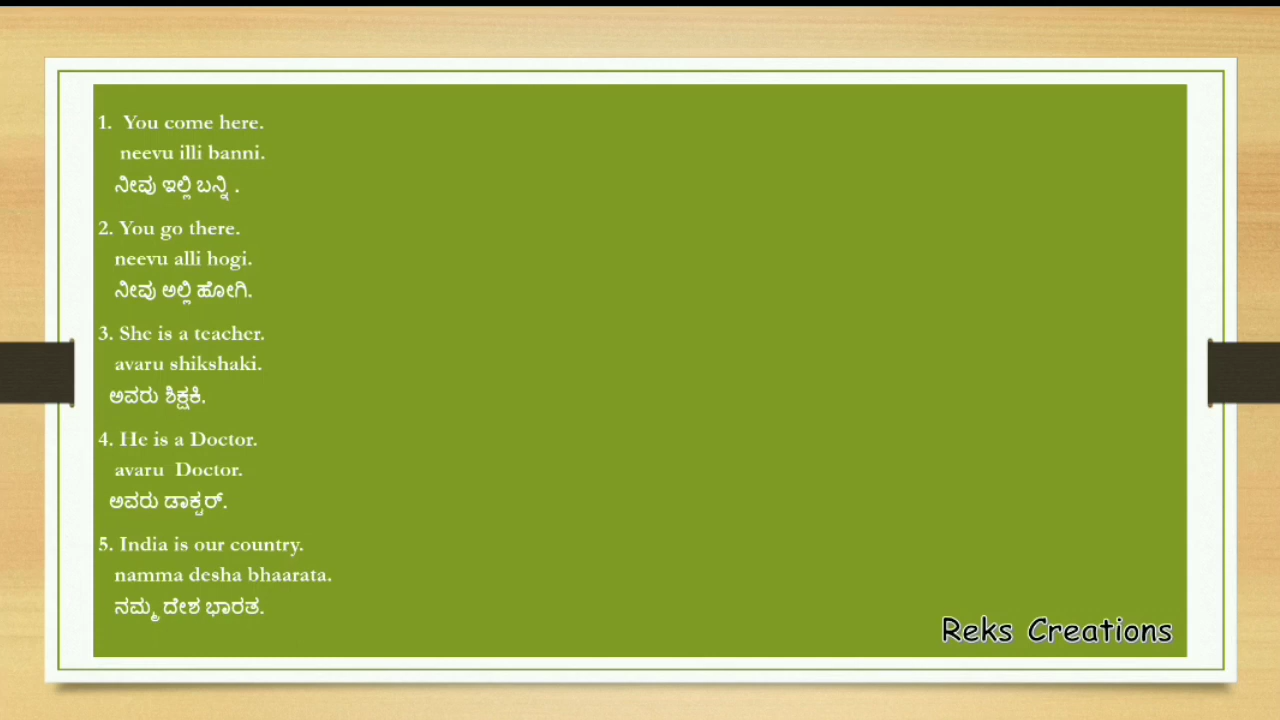 1. You come here.
neevu illi banni.
ನೀವು ಇಲ್ಲಿ ಬನ್ನಿ .
2. You go there.
neevu alli hogi.
ನೀವು ಅಲ್ಲಿ ಹೋಗಿ.
3. She is a teacher.
avaru shikshaki.
ಅವರು ಶಿಕ್ಷಕಿ.
4. He is a Doctor.
avaru Doctor.
ಅವರು ಡಾಕ್ಟರ್.
5. India is our country.
namma desha bhaarata.
ನಮ್ಮ ದೇಶ ಭಾರತ.
Reks Creations